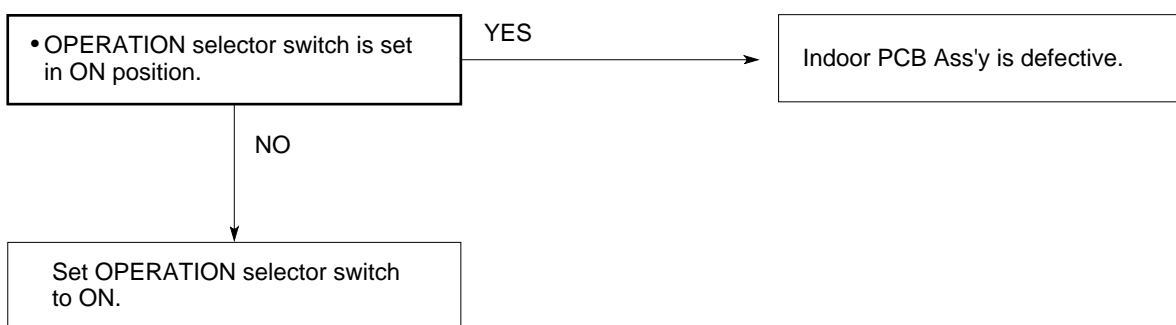 • OPERATION selector switch is set
in ON position.
YES
Indoor PCB Ass'y is defective.
NO
Set OPERATION selector switch
to ON.